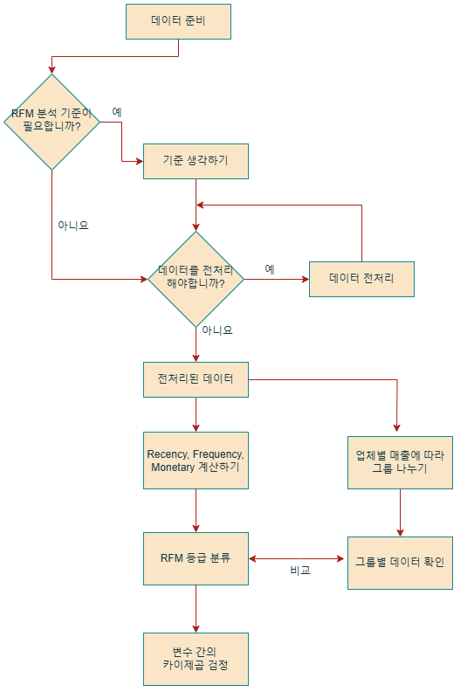 데이터 준비
RFM 분석 기준이
필요합니까?
예
기준 생각하기
아니요
데이터를 전처리
해야합니까?
예
데이터 전처리
아니요
전처리된 데이터
Recency, Frequency,
Monetary 계산하기
업체별 매출에 따라
그룹 나누기
RFM 등급 분류
비교
그룹별 데이터 확인
변수 간의
카이제곱 검정